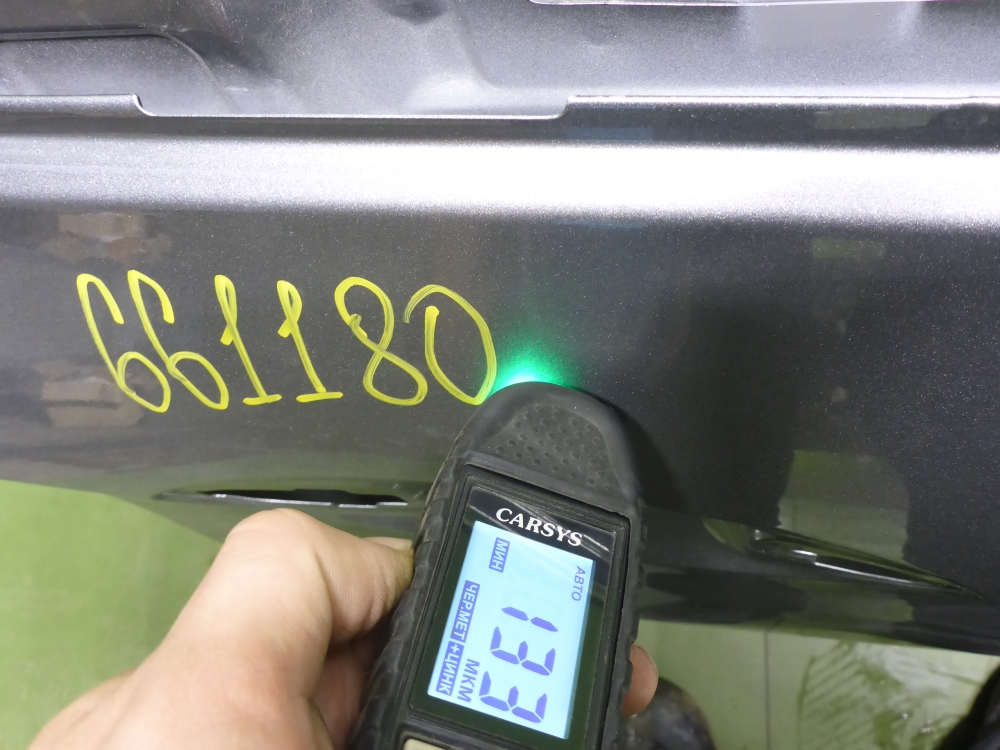 661180
CARSYS
МИН
АВТО
133
ЧЕР.МЕТ+ЦИНК
МКМ